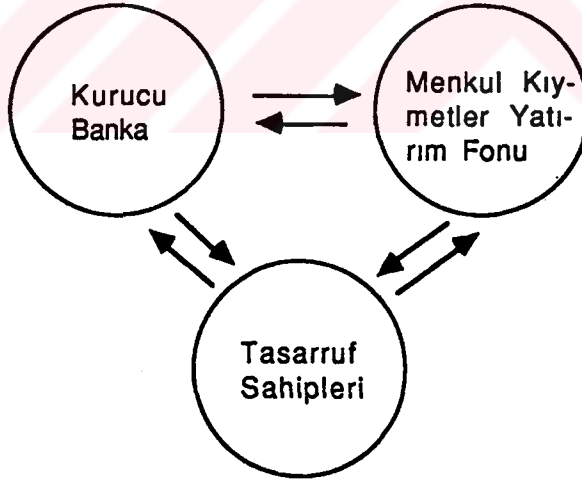 Kurucu
Banka
Menkul Kıy-
metler Yatı-
rım Fonu
Tasarruf
Sahipleri